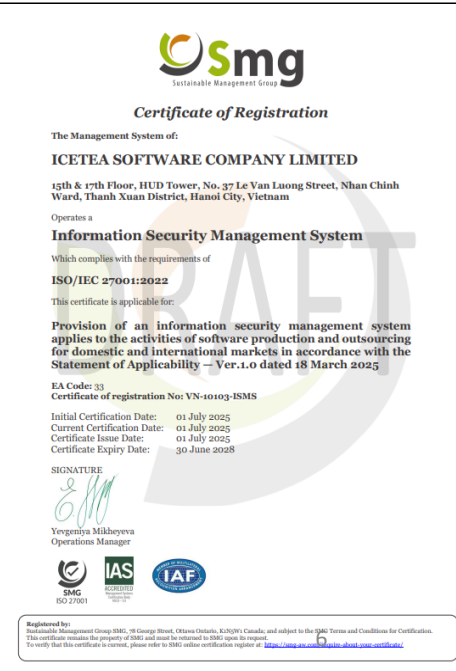 Smg
Sustainable Management Group
Certificate of Registration
The Management System of:
ICETEA SOFTWARE COMPANY LIMITED
15th & 17th Floor, HUD Tower, No. 37 Le Van Luong Street, Nhan Chinh
Ward, Thanh Xuan District, Hanoi City, Vietnam
Operates a
Information Security Management System
Which complies with the requirements of
ISO/IEC 27001:2022
This certificate is applicable for:
Provision of an information security management system
applies to the activities of software production and outsourcing
for domestic and international markets in accordance with the
Statement of Applicability — Ver.1.0 dated 18 March 2025
DRAFT
EA Code: 33
Certificate of registration No: VN-10103-ISMS
Initial Certification Date: 01 July 2025
Current Certification Date: 01 July 2025
Certificate Issue Date: 01 July 2025
Certificate Expiry Date: 30 June 2028
SIGNATURE
Yevgeniya Mikheyeva
Operations Manager
SMG
ISO 27001
IAS
ACCREDITED
IAF
Registered by:
Sustainable Management Group SMG, 78 George Street, Ottawa Ontario, K1N5W1 Canada; and subject to the SMG Terms and Conditions for Certification.
This certificate remains the property of SMG and must be returned to SMG upon its request.
To verify that this certificate is current, please refer to SMG online certification register at: https://smg-aw.com/inquire-about-your-certificate/
6